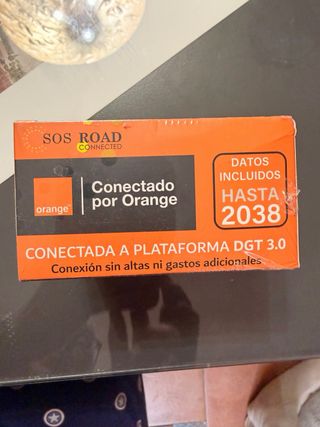 SOS ROAD
CONNECTED
orange
Conectado
por Orange
DATOS
INCLUIDOS
HASTA
2038
CONECTADA A PLATAFORMA DGT 3.0
Conexión sin altas ni gastos adicionales